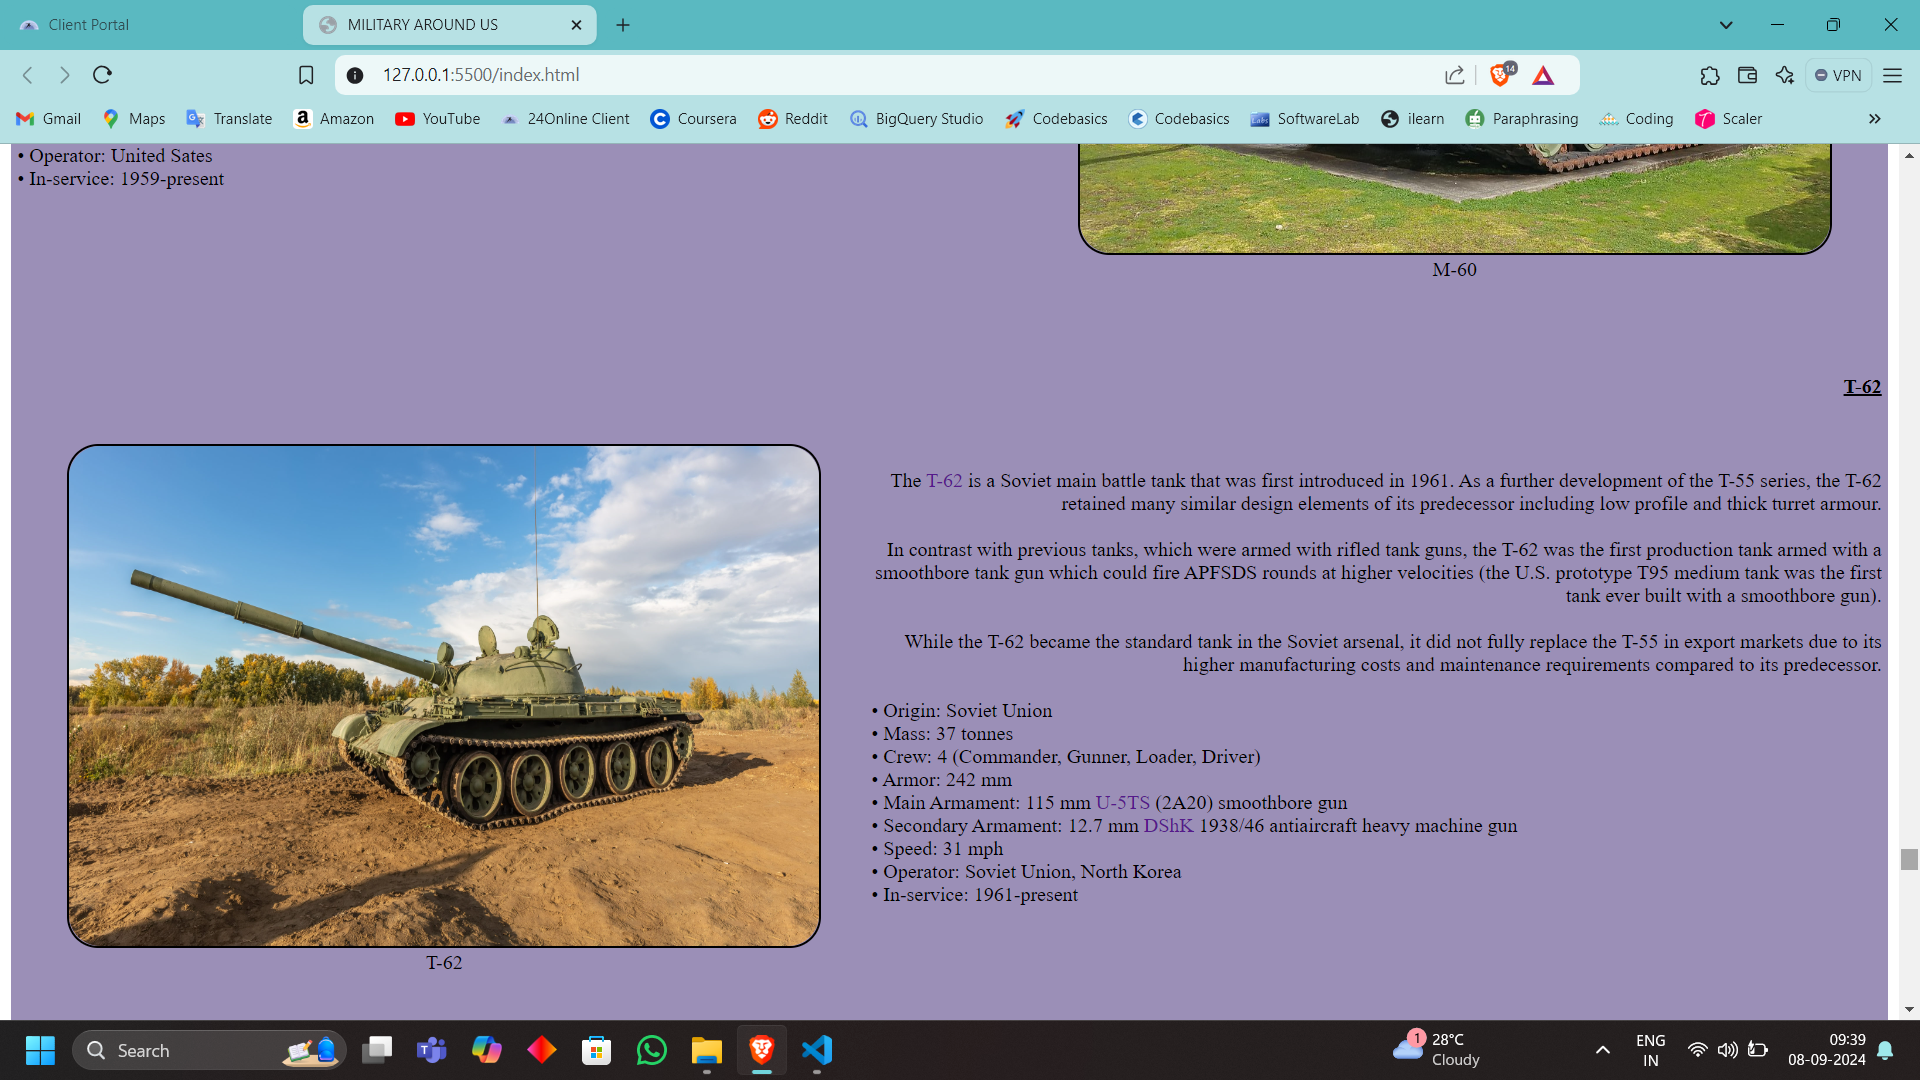 Client Portal
MILITARY AROUND US
127.0.0.1:5500/index.html
14
VPN
Gmail
Maps
Translate
Amazon
YouTube
24Online Client
Coursera
Reddit
BigQuery Studio
Codebasics
Codebasics
Labs
SoftwareLab
ilearn
Paraphrasing
Coding
Scaler
• Operator: United Sates
• In-service: 1959-present
M-60
T-62
The T-62 is a Soviet main battle tank that was first introduced in 1961. As a further development of the T-55 series, the T-62
retained many similar design elements of its predecessor including low profile and thick turret armour.
In contrast with previous tanks, which were armed with rifled tank guns, the T-62 was the first production tank armed with a
smoothbore tank gun which could fire APFSDS rounds at higher velocities (the U.S. prototype T95 medium tank was the first
tank ever built with a smoothbore gun).
While the T-62 became the standard tank in the Soviet arsenal, it did not fully replace the T-55 in export markets due to its
higher manufacturing costs and maintenance requirements compared to its predecessor.
• Origin: Soviet Union
• Mass: 37 tonnes
• Crew: 4 (Commander, Gunner, Loader, Driver)
• Armor: 242 mm
• Main Armament: 115 mm U-5TS (2A20) smoothbore gun
• Secondary Armament: 12.7 mm DShK 1938/46 antiaircraft heavy machine gun
• Speed: 31 mph
• Operator: Soviet Union, North Korea
• In-service: 1961-present
T-62
Search
1
28°C
Cloudy
ENG
IN
09:39
08-09-2024